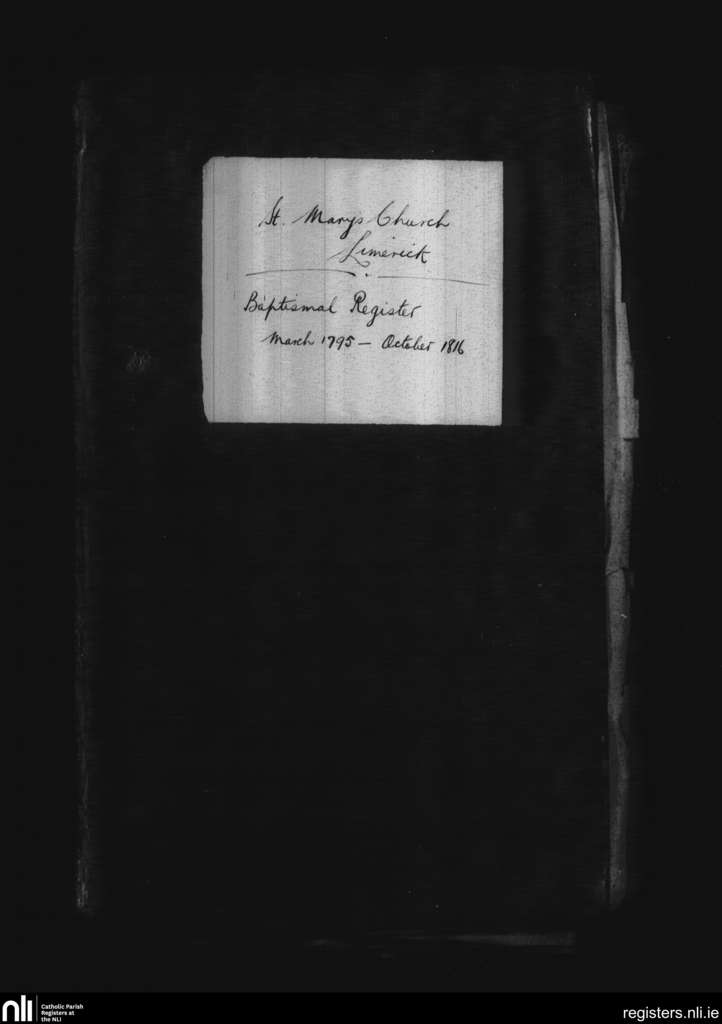 St. Marys Church
Limerick
Baptismal Register
March 1795 - October 1816
nli
Catholic Parish
Registers at
the NLI
registers.nli.ie